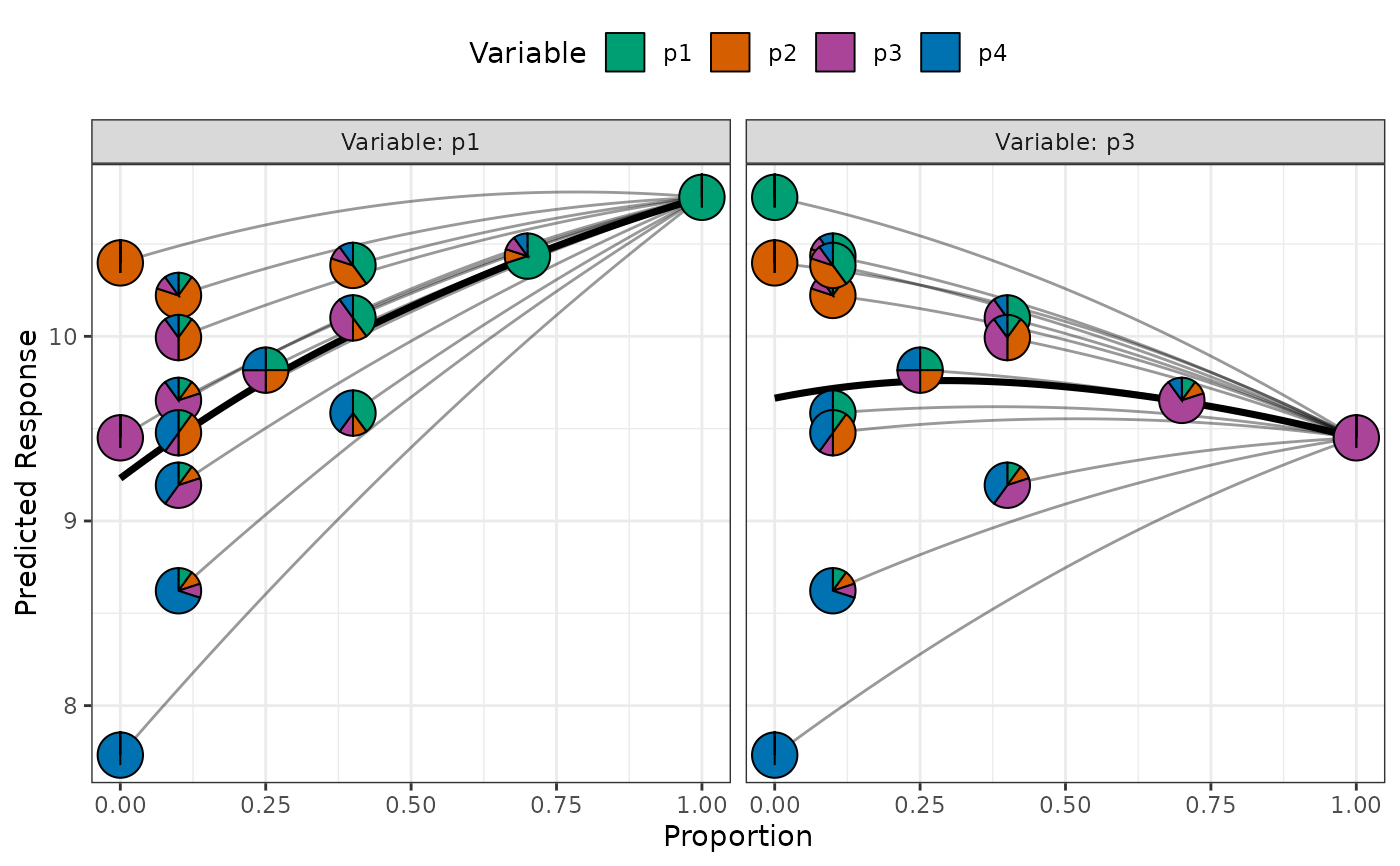 Variable p1 p2 p3 p4
Variable: p1 Variable: p3
Predicted Response
10
9
8
0.00 0.25 0.50 0.75 1.00 0.00 0.25 0.50 0.75 1.00
Proportion